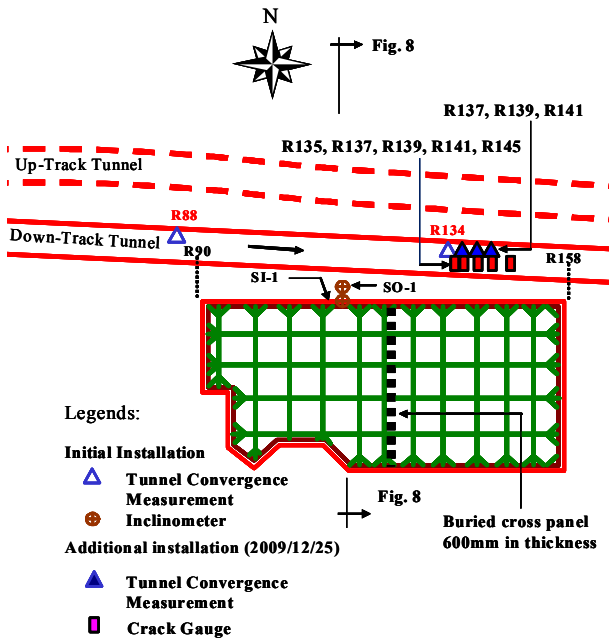 N
Fig. 8
R137, R139, R141
R135, R137, R139, R141, R145
Up-Track Tunnel
R88
R134
Down-Track Tunnel
R90
R158
SI-1
SO-1
Legends:
Initial Installation
Tunnel Convergence
Measurement
Inclinometer
Fig. 8
Buried cross panel
600mm in thickness
Additional installation (2009/12/25)
Tunnel Convergence
Measurement
Crack Gauge